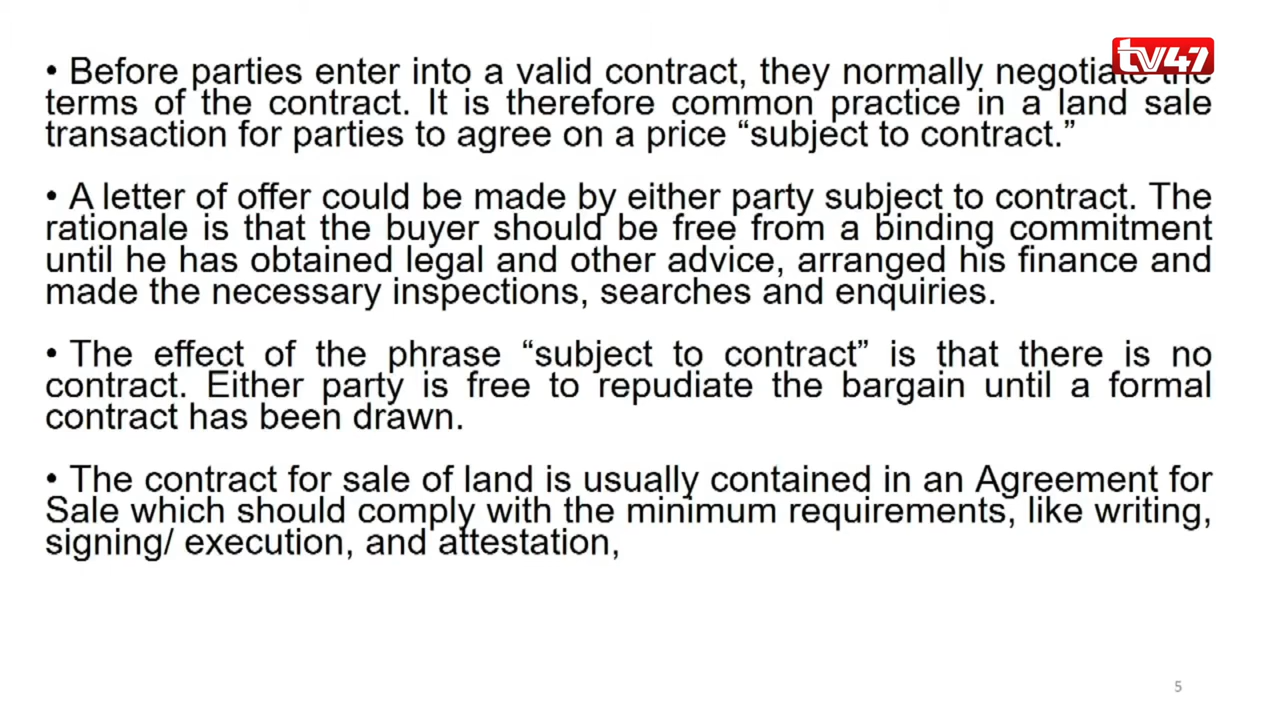 tv47
• Before parties enter into a valid contract, they normally negotiate the
terms of the contract. It is therefore common practice in a land sale
transaction for parties to agree on a price “subject to contract.”
• A letter of offer could be made by either party subject to contract. The
rationale is that the buyer should be free from a binding commitment
until he has obtained legal and other advice, arranged his finance and
made the necessary inspections, searches and enquiries.
• The effect of the phrase “subject to contract” is that there is no
contract. Either party is free to repudiate the bargain until a formal
contract has been drawn.
• The contract for sale of land is usually contained in an Agreement for
Sale which should comply with the minimum requirements, like writing,
signing/ execution, and attestation,
5